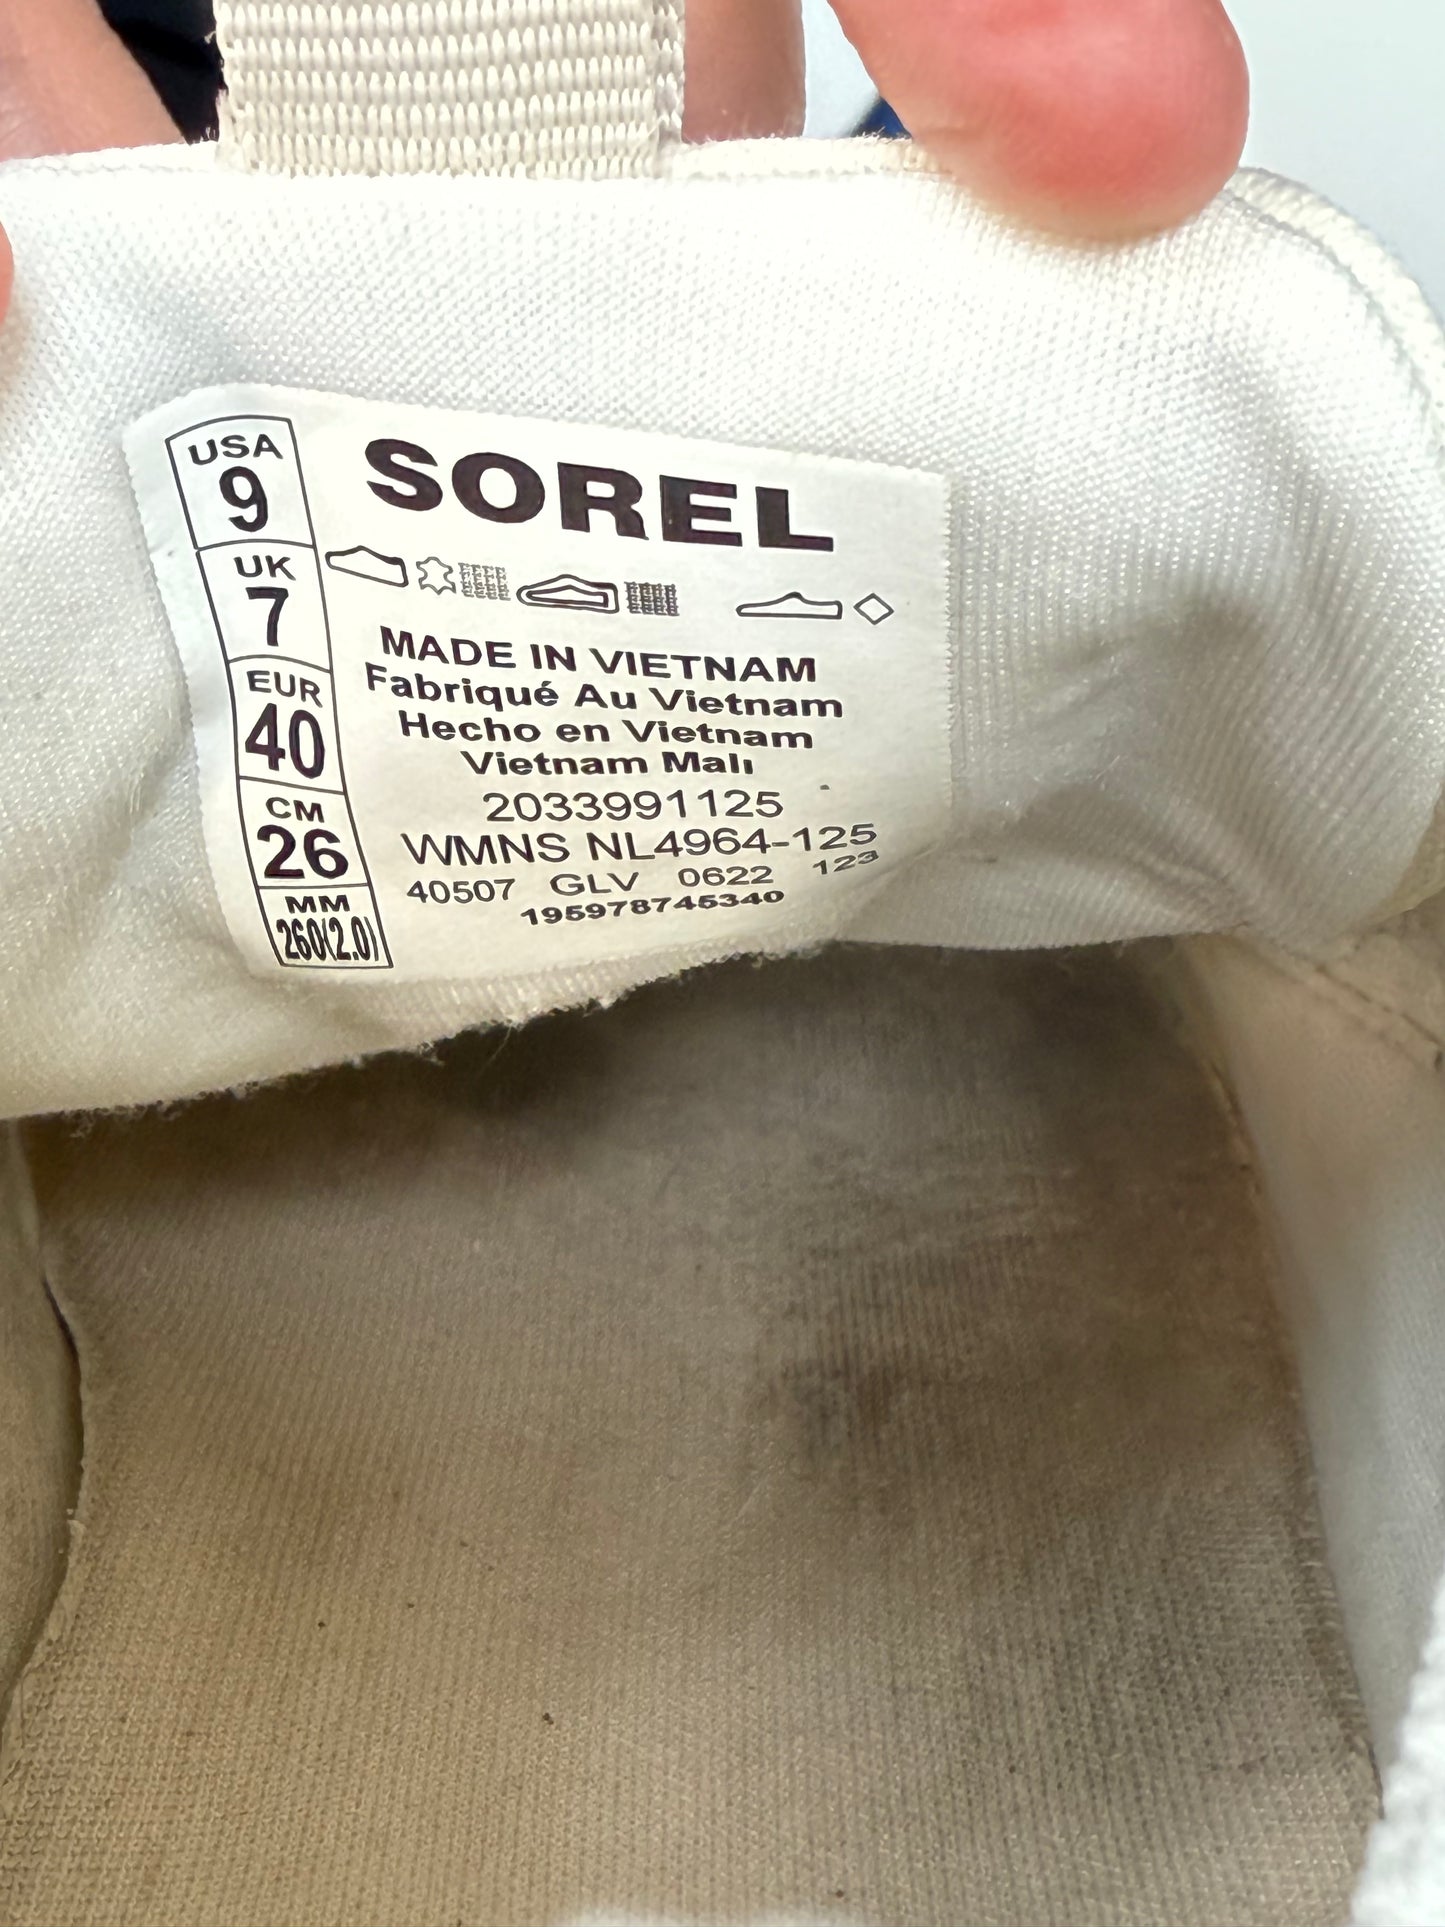 USA
9
UK
7
EUR
40
CM
26
MM
260(2.0)
SOREL
MADE IN VIETNAM
Fabriqué Au Vietnam
Hecho en Vietnam
Vietnam Malı
2033991125
WMNS NL4964-125
40507 GLV 0622 123
195978745340